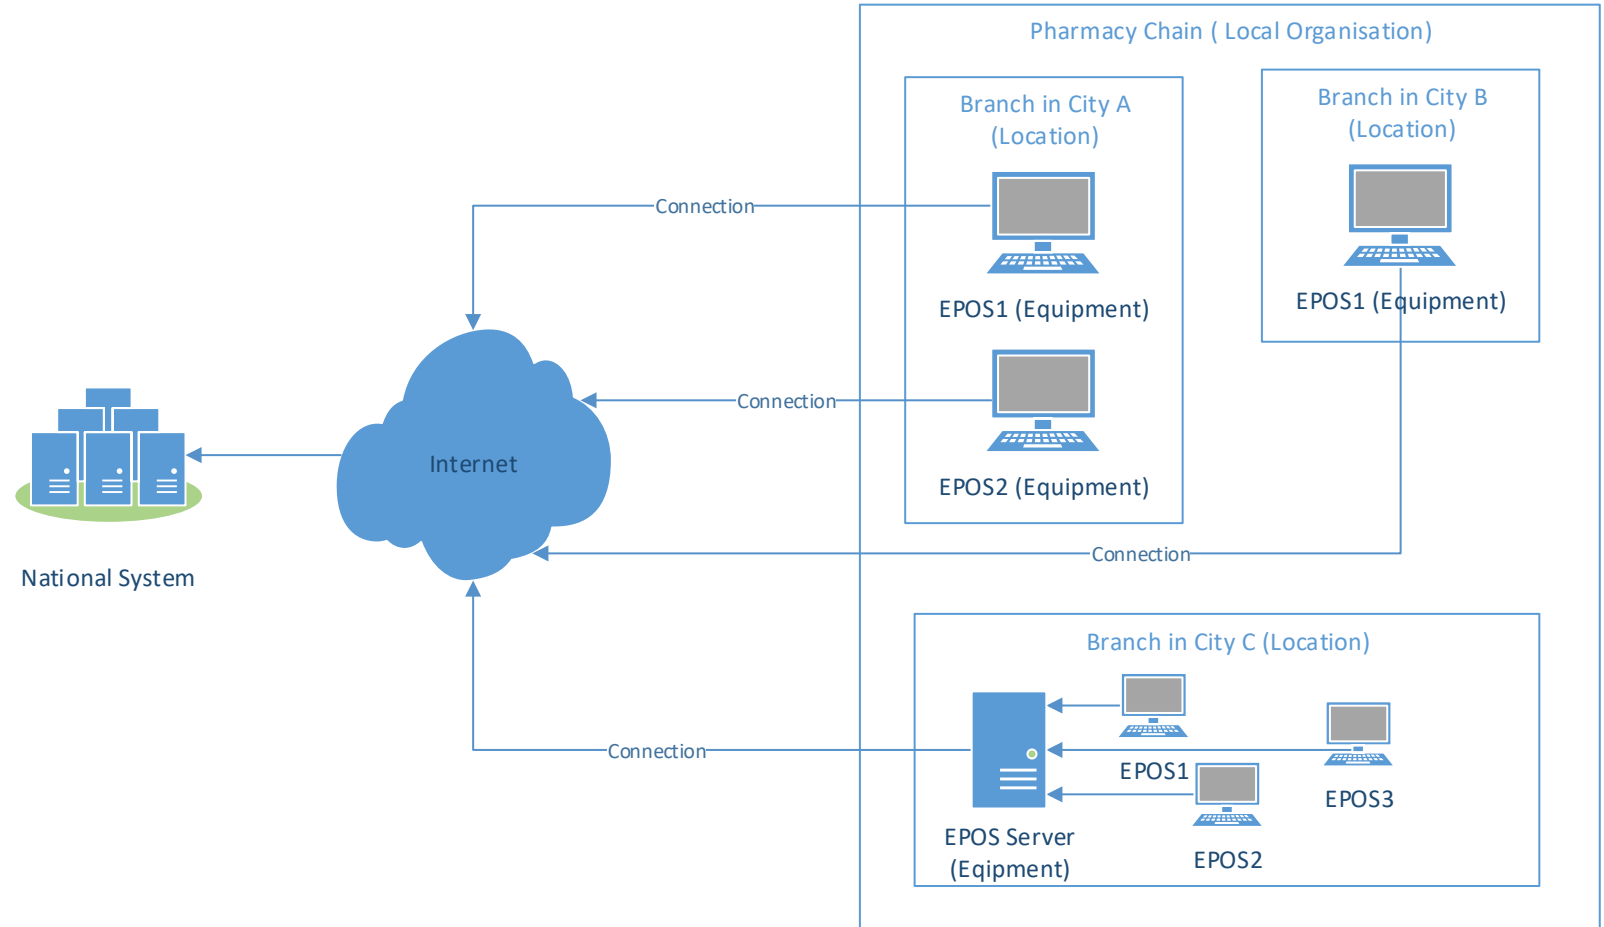 Pharmacy Chain ( Local Organisation)
Branch in City A
(Location)
Branch in City B
(Location)
Connection
EPOS1 (Equipment)
EPOS1 (Equipment)
Connection
EPOS2 (Equipment)
Internet
Connection
National System
Branch in City C (Location)
Connection
EPOS1
EPOS3
EPOS Server
(Eqipment)
EPOS2